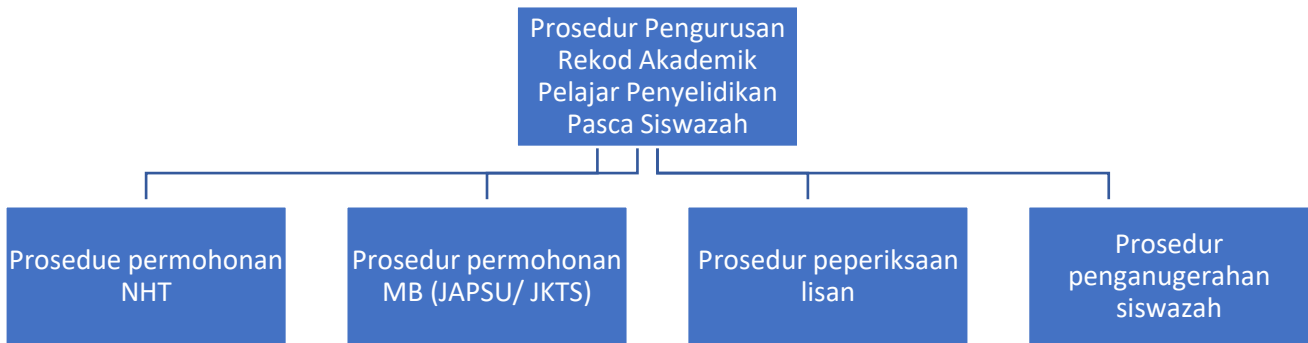 Prosedur Pengurusan
Rekod Akademik
Pelajar Penyelidikan
Pasca Siswazah
Prosedue permohonan
NHT
Prosedur permohonan
MB (JAPSU/ JKTS)
Prosedur peperiksaan
lisan
Prosedur
penganugerahan
siswazah